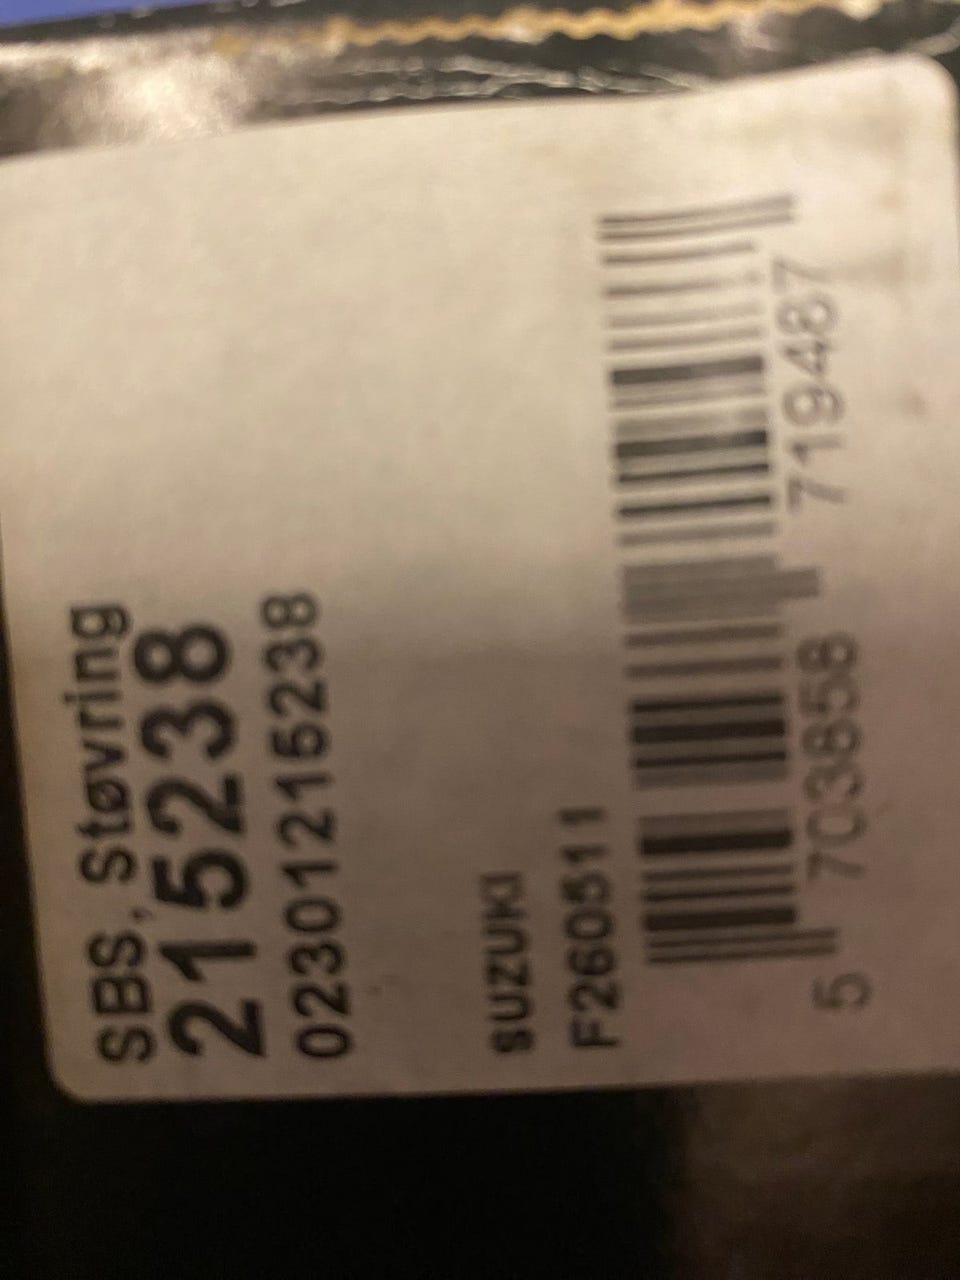 SBS, Støvring
215238
02301215238
SUZUKI
F260511
5 703858 719487